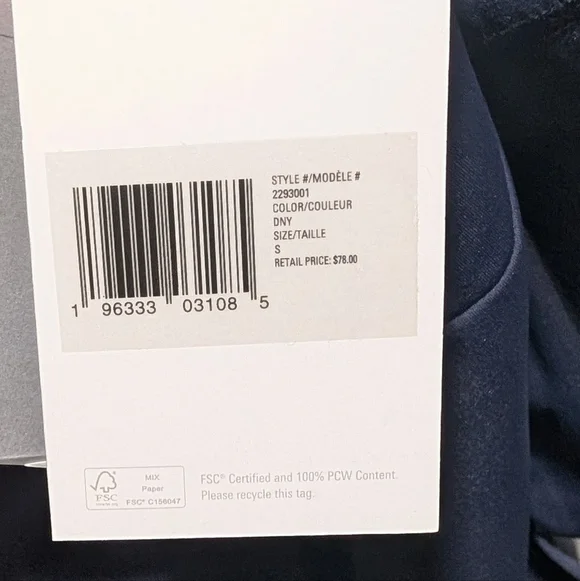 STYLE #/MODÈLE #
2293001
COLOR/COULEUR
DNY
SIZE/TAILLE
S
RETAIL PRICE: $78.00
1 96333 03108 5
FSC
MIX
Paper
FSC® C156047
FSC® Certified and 100% PCW Content.
Please recycle this tag.